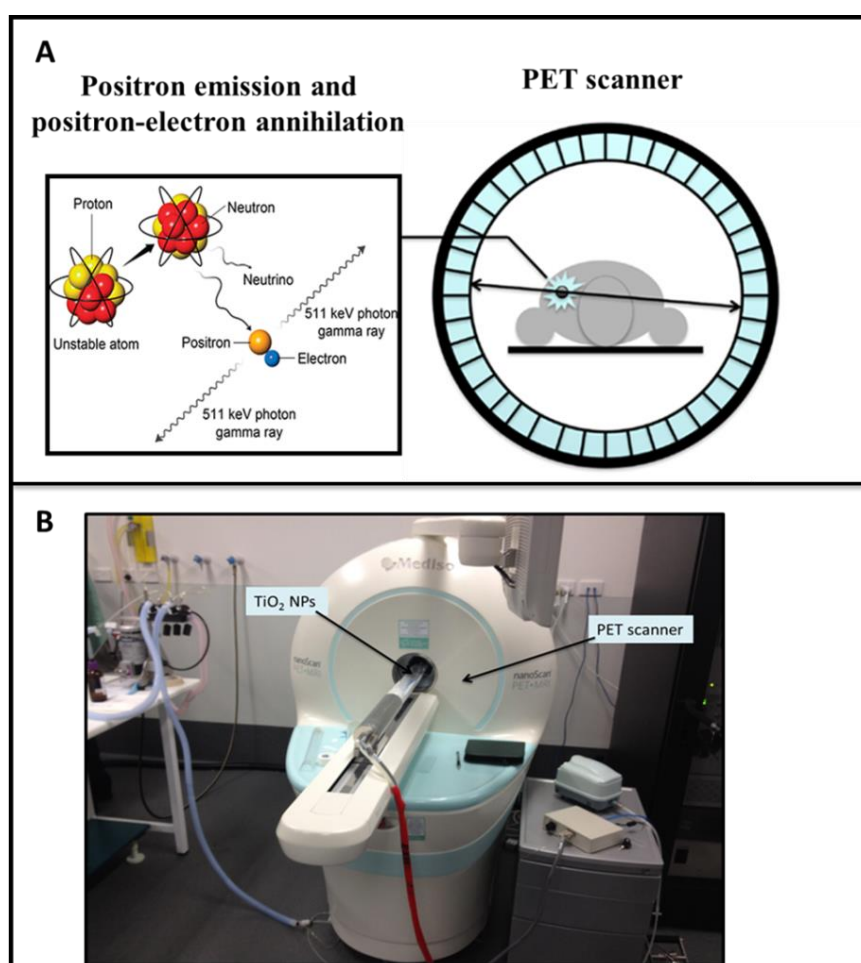 A
Positron emission and
positron-electron annihilation
PET scanner
Proton
Neutron
Neutrino
511 keV photon
gamma ray
Unstable atom
Positron
Electron
511 keV photon
gamma ray
B
Mediso
TiO₂ NPs
PET scanner
nanoScan
PET•MRI
nanoScan
PET•MRI